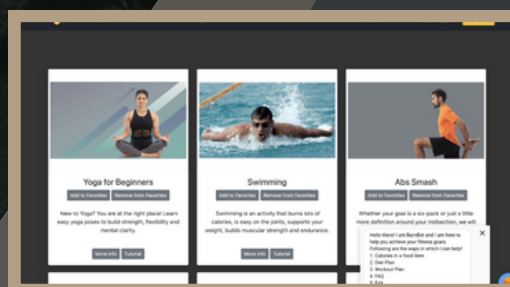 Yoga for Beginners
Add to Favorites Remove from Favorites
New to Yoga? You are at the right place! Learn
easy yoga poses to build strength, flexibility and
mental clarity.
More Info Tutorial
Swimming
Add to Favorites Remove from Favorites
Swimming is an activity that burns lots of
calories, is easy on the joints, supports your
weight, builds muscular strength and endurance.
More Info Tutorial
Abs Smash
Add to Favorites Remove from Favorites
Whether your goal is a six-pack or just a little
more definition around your midsection, we will
Hello there! I am BurnBot and I am here to
help you achieve your fitness goals.
Following are the ways in which I can help!
1. Calories in a food item
2. Diet Plan
3. Workout Plan
4. FAQ